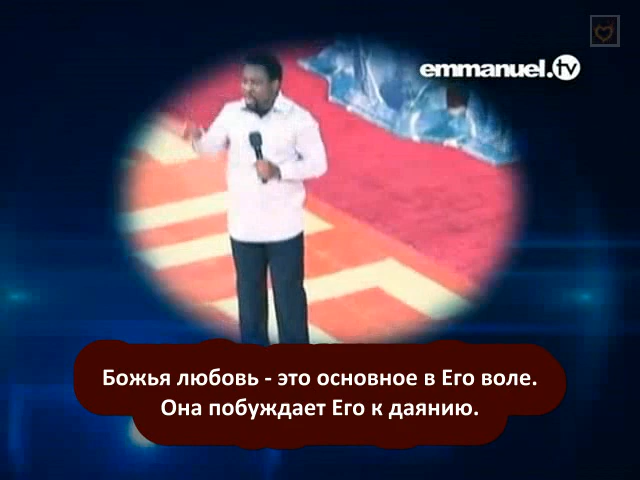 emmanuel.tv
Божья любовь - это основное в Его воле.
Она побуждает Его к даянию.